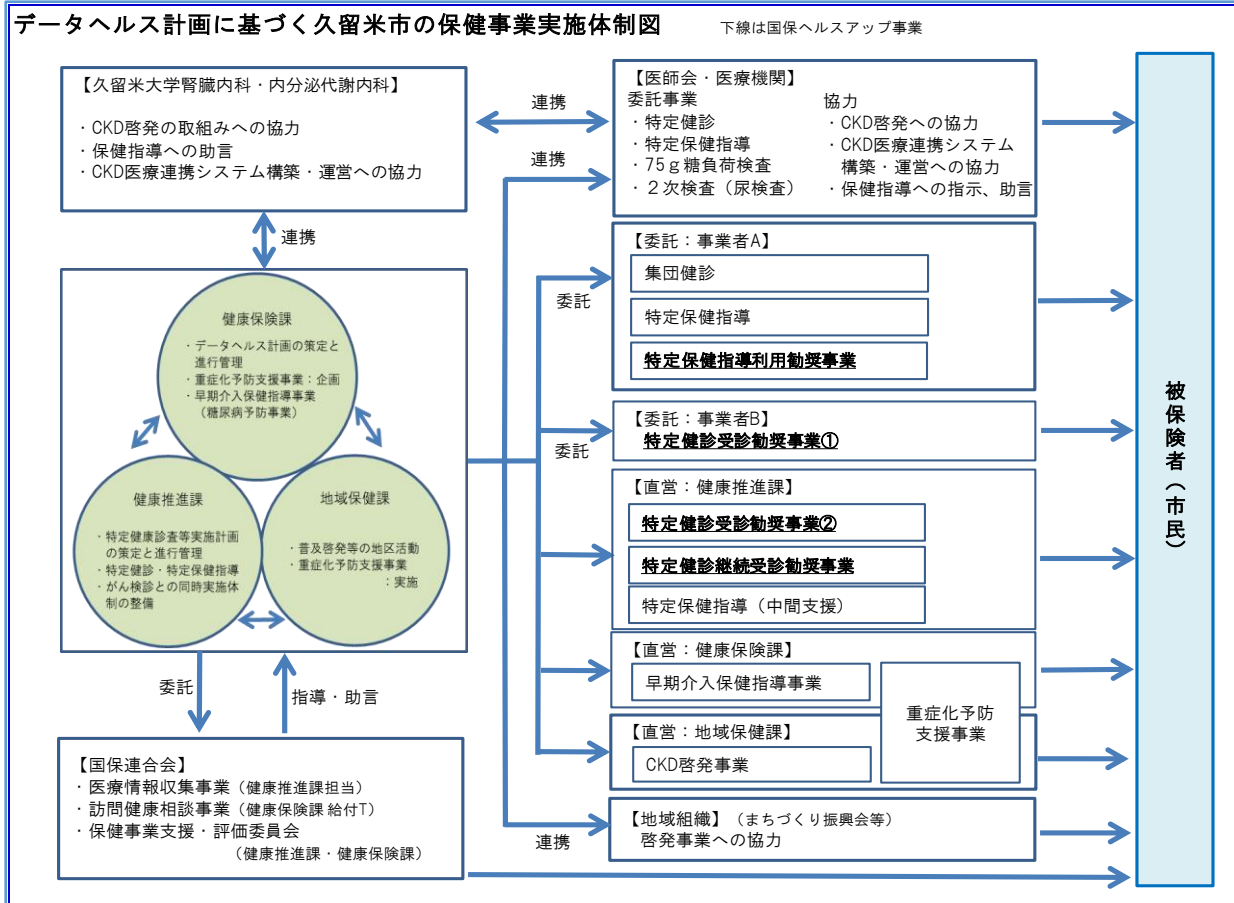 データヘルス計画に基づく久留米市の保健事業実施体制図
下線は国保ヘルスアップ事業
【久留米大学腎臓内科・内分泌代謝内科】
・CKD啓発の取組みへの協力
・保健指導への助言
・CKD医療連携システム構築・運営への協力
連携
連携
連携
【医師会・医療機関】
委託事業
・特定健診
・特定保健指導
・75g糖負荷検査
・２次検査（尿検査）
協力
・CKD啓発への協力
・CKD医療連携システム
構築・運営への協力
・保健指導への指示、助言
健康保険課
・データヘルス計画の策定と
進行管理
・重症化予防支援事業：企画
・早期介入保健指導事業
（糖尿病予防事業）
健康推進課
・特定健康診査等実施計画
の策定と進行管理
・特定健診・特定保健指導
・がん検診との同時実施体
制の整備
地域保健課
・普及啓発等の地区活動
・重症化予防支援事業
：実施
委託
指導・助言
【国保連合会】
・医療情報収集事業（健康推進課担当）
・訪問健康相談事業（健康保険課 給付T）
・保健事業支援・評価委員会
（健康推進課・健康保険課）
委託
【委託：事業者A】
集団健診
特定保健指導
特定保健指導利用勧奨事業
委託
【委託：事業者B】
特定健診受診勧奨事業①
【直営：健康推進課】
特定健診受診勧奨事業②
特定健診継続受診勧奨事業
特定保健指導（中間支援）
【直営：健康保険課】
早期介入保健指導事業
重症化予防
支援事業
【直営：地域保健課】
CKD啓発事業
連携
【地域組織】（まちづくり振興会等）
啓発事業への協力
被保険者（市民）